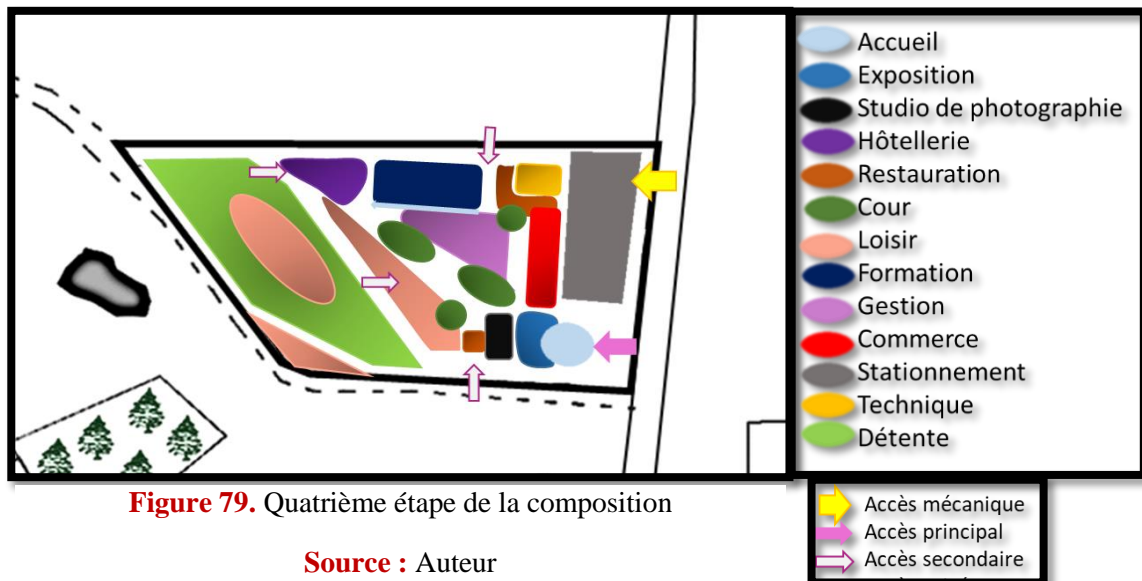 Accueil
Exposition
Studio de photographie
Hôtellerie
Restauration
Cour
Loisir
Formation
Gestion
Commerce
Stationnement
Technique
Détente
Accès mécanique
Accès principal
Accès secondaire
Figure 79. Quatrième étape de la composition
Source : Auteur